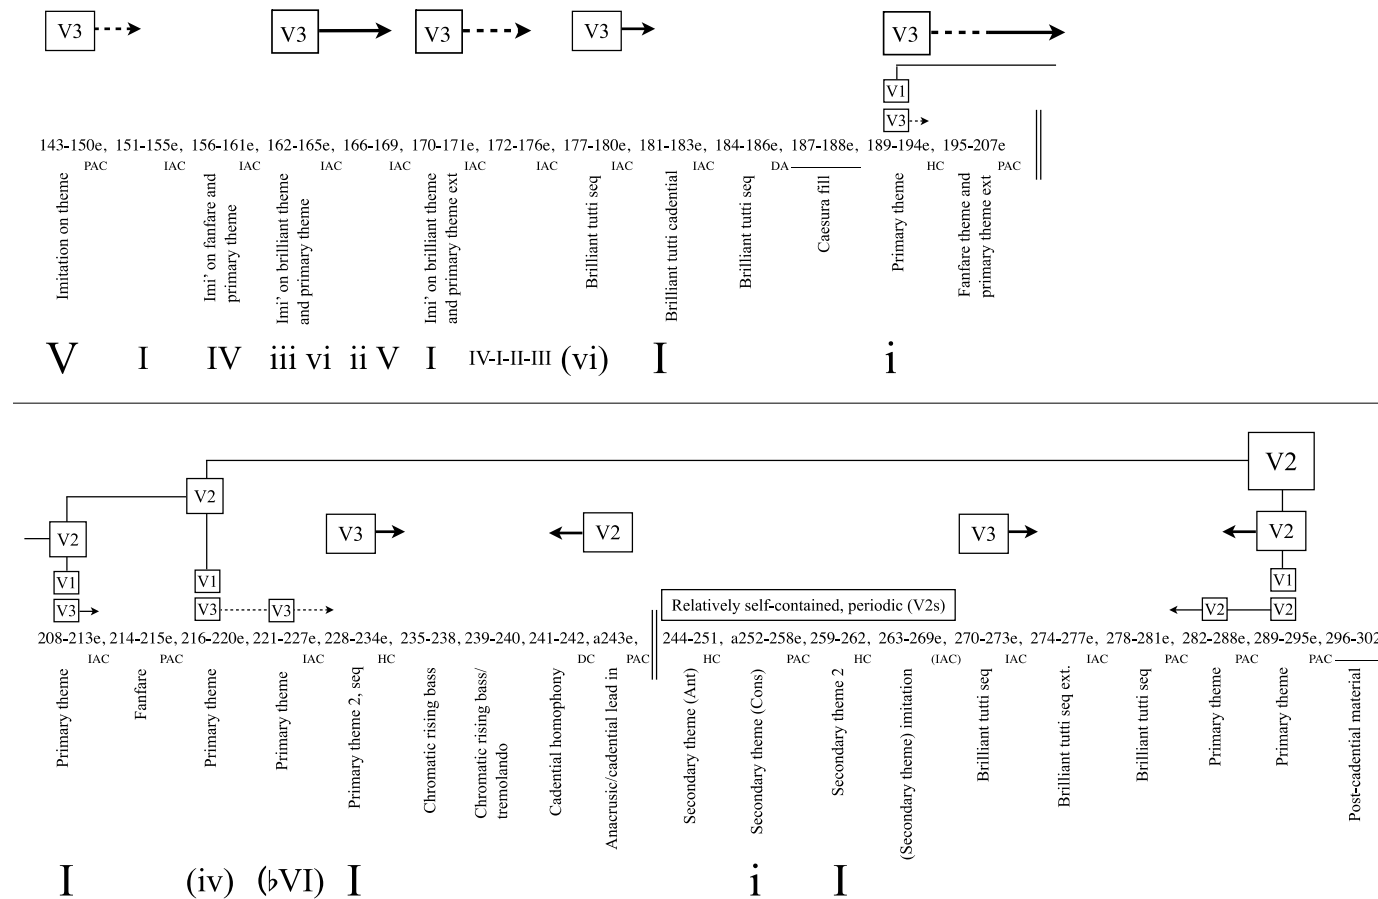 V3 V3 V3 V3 V3
V1
V3
143-150e, 151-155e, 156-161e, 162-165e, 166-169, 170-171e, 172-176e, 177-180e, 181-183e, 184-186e, 187-188e, 189-194e, 195-207e
PAC IAC IAC IAC IAC IAC IAC IAC IAC DA HC PAC
Imitation on theme
Imi' on fanfare and
primary theme
Imi' on brilliant theme
and primary theme
Imi' on brilliant theme
and primary theme ext
Brilliant tutti seq
Brilliant tutti cadential
Brilliant tutti seq
Caesura fill
Primary theme
Fanfare theme and
primary theme ext
V I IV iii vi ii V I IV-I-II-III (vi) I i
V2
V2
V2 V3 V2 V3 V2
V1 V1 V1
V3 V3 V3 V2 V2
Relatively self-contained, periodic (V2s)
208-213e, 214-215e, 216-220e, 221-227e, 228-234e, 235-238, 239-240, 241-242, a243e, 244-251, a252-258e, 259-262, 263-269e, 270-273e, 274-277e, 278-281e, 282-288e, 289-295e, 296-302
IAC PAC IAC HC DC PAC HC PAC HC (IAC) IAC IAC PAC PAC PAC
Primary theme
Fanfare
Primary theme
Primary theme
Primary theme 2, seq
Chromatic rising bass
Chromatic rising bass/
tremolando
Cadential homophony
Anacrusic/cadential lead in
Secondary theme (Ant)
Secondary theme (Cons)
Secondary theme 2
(Secondary theme) imitation
Brilliant tutti seq
Brilliant tutti seq ext.
Brilliant tutti seq
Primary theme
Primary theme
Post-cadential material
I (iv) (♭VI) I i I